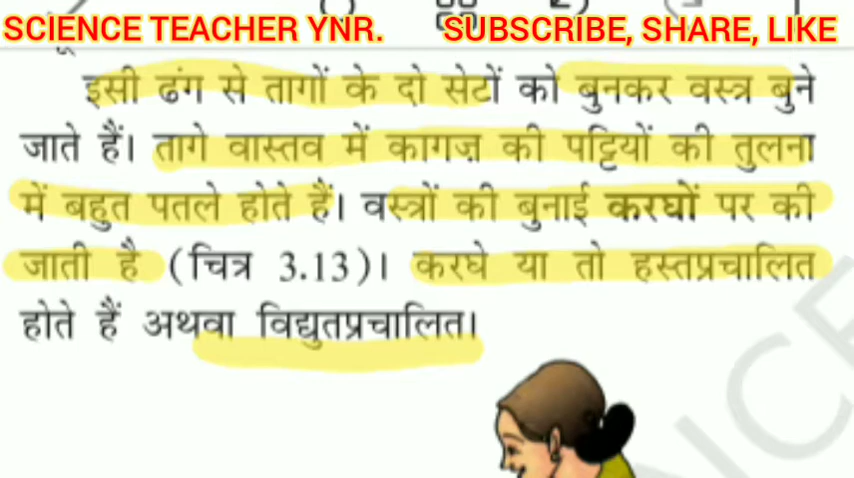 SCIENCE TEACHER YNR. SUBSCRIBE, SHARE, LIKE
इसी ढंग से तागों के दो सेटों को बुनकर वस्त्र बुने
जाते हैं। तागे वास्तव में कागज़ की पट्टियों की तुलना
में बहुत पतले होते हैं। वस्त्रों की बुनाई करघों पर की
जाती है (चित्र 3.13)। करघे या तो हस्तप्रचालित
होते हैं अथवा विद्युतप्रचालित।